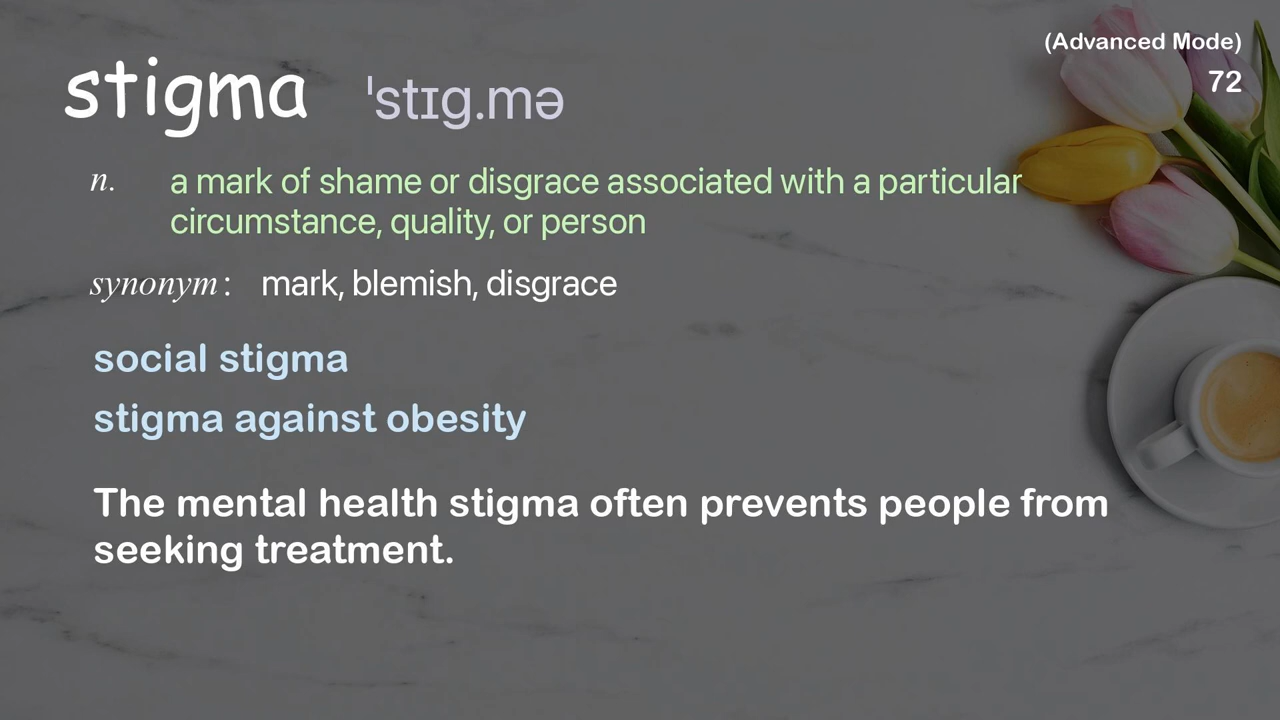 (Advanced Mode)
72
stigma ˈstɪg.mə
n. a mark of shame or disgrace associated with a particular
circumstance, quality, or person
synonym: mark, blemish, disgrace
social stigma
stigma against obesity
The mental health stigma often prevents people from
seeking treatment.